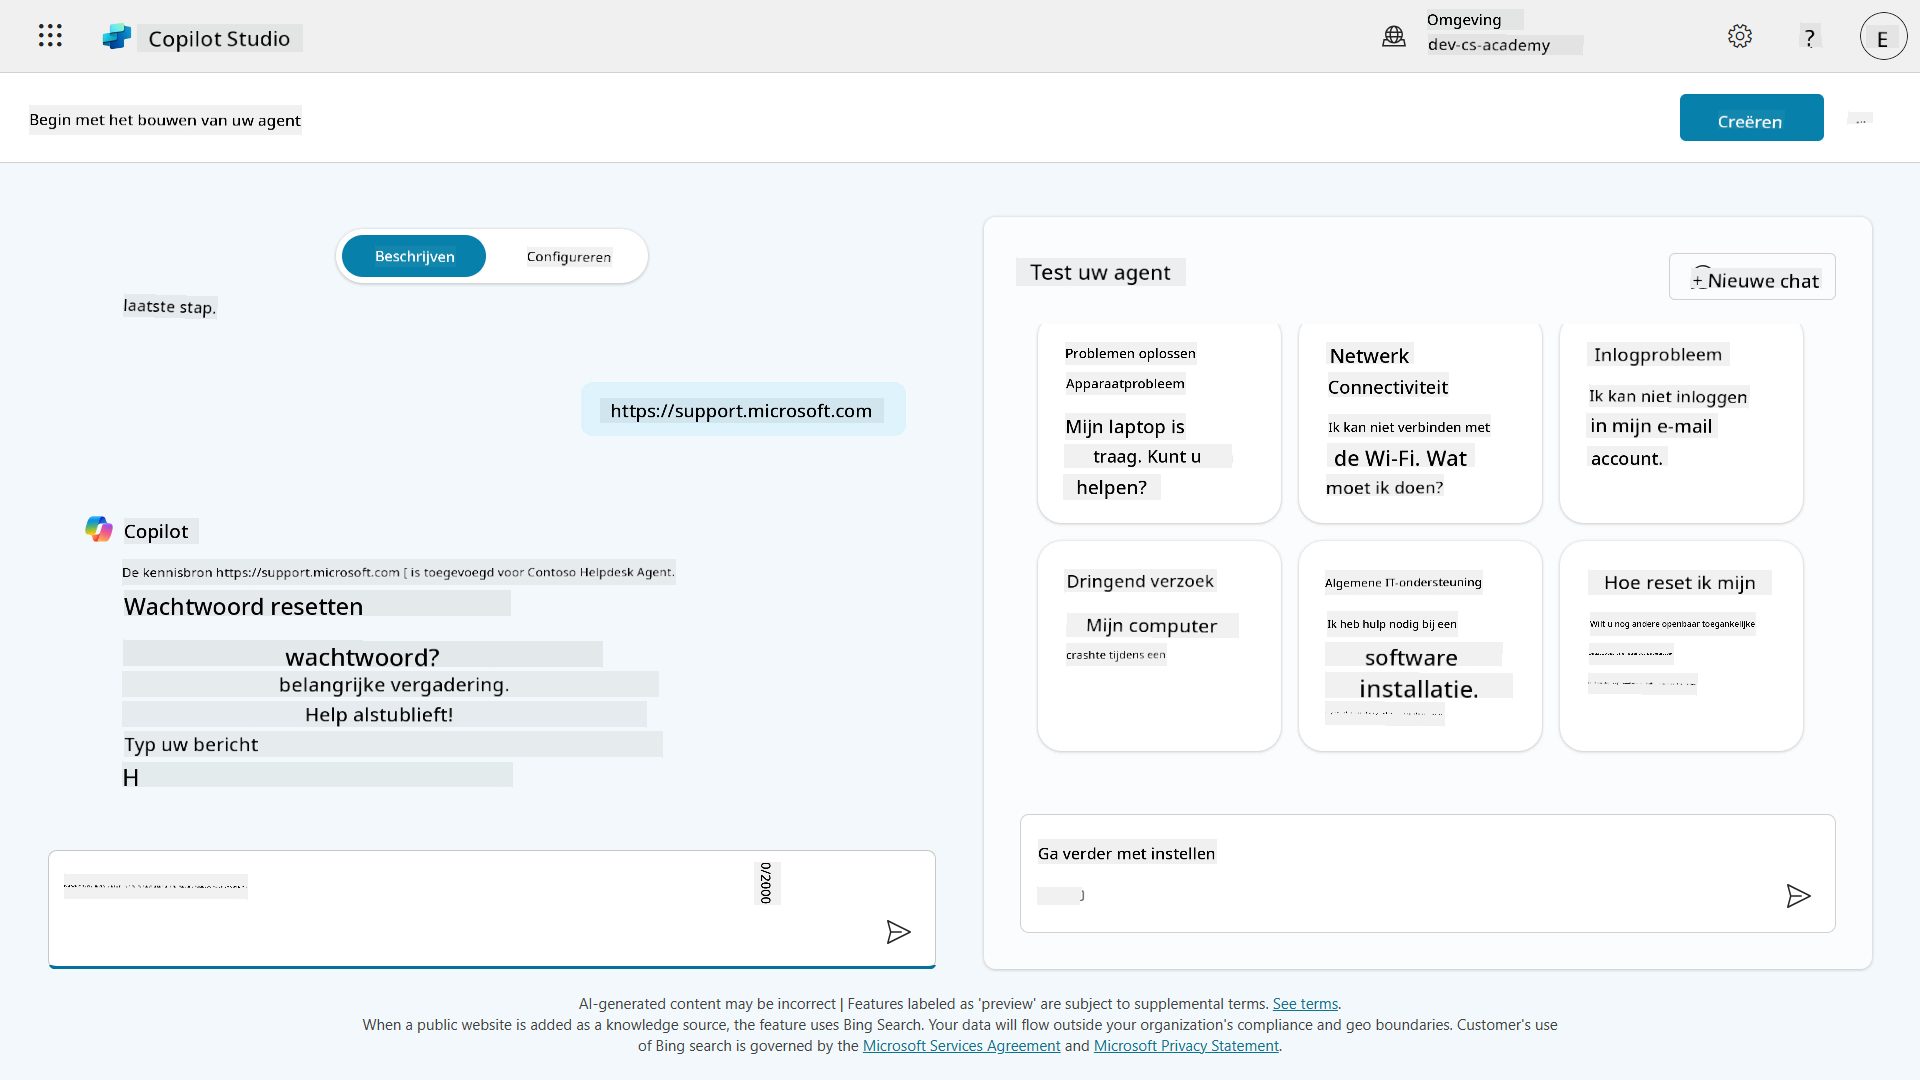 Copilot Studio
Omgeving
dev-cs-academy
?
E
Begin met het bouwen van uw agent
Creëren
...
Beschrijven
Configureren
laatste stap.
https://support.microsoft.com
Copilot
De kennisbron https://support.microsoft.com [ is toegevoegd voor Contoso Helpdesk Agent.
Wachtwoord resetten
wachtwoord?
belangrijke vergadering.
Help alstublieft!
Typ uw bericht
H
0/2000
Test uw agent
+ Nieuwe chat
Problemen oplossen
Apparaatprobleem
Mijn laptop is
traag. Kunt u
helpen?
Netwerk
Connectiviteit
Ik kan niet verbinden met
de Wi-Fi. Wat
moet ik doen?
Inlogprobleem
Ik kan niet inloggen
in mijn e-mail
account.
Dringend verzoek
Mijn computer
crashte tijdens een
Algemene IT-ondersteuning
Ik heb hulp nodig bij een
software
installatie.
Hoe reset ik mijn
Wilt u nog andere openbaar toegankelijke
Ga verder met instellen
AI-generated content may be incorrect | Features labeled as 'preview' are subject to supplemental terms. See terms.
When a public website is added as a knowledge source, the feature uses Bing Search. Your data will flow outside your organization's compliance and geo boundaries. Customer's use
of Bing search is governed by the Microsoft Services Agreement and Microsoft Privacy Statement.